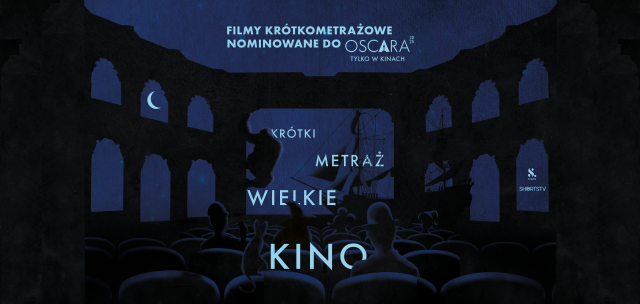 FILMY KRÓTKOMETRAŻOWE
NOMINOWANE DO OSCARA
TYLKO W KINACH
KRÓTKI
METRAŻ
WIELKIE
KINO
SHORTSTV